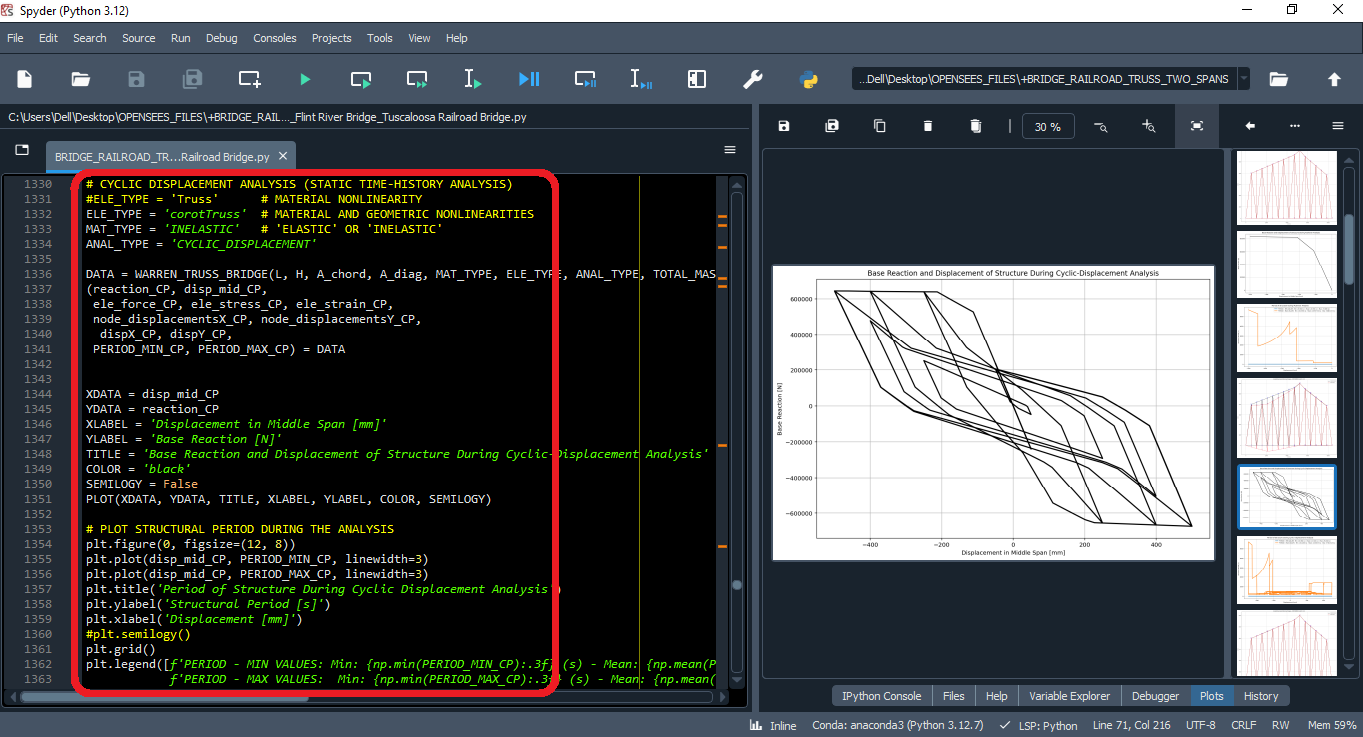 Spyder (Python 3.12)
File Edit Search Source Run Debug Consoles Projects Tools View Help
...Dell\Desktop\OPENSEES_FILES\+BRIDGE_RAILROAD_TRUSS_TWO_SPANS
C:\Users\Dell\Desktop\OPENSEES_FILES\+BRIDGE_RAIL..._Flint River Bridge_Tuscaloosa Railroad Bridge.py
30 %
BRIDGE_RAILROAD_TR...Railroad Bridge.py
1330 # CYCLIC DISPLACEMENT ANALYSIS (STATIC TIME-HISTORY ANALYSIS)
1331 #ELE_TYPE = 'Truss' # MATERIAL NONLINEARITY
1332 ELE_TYPE = 'corotTruss' # MATERIAL AND GEOMETRIC NONLINEARITIES
1333 MAT_TYPE = 'INELASTIC' # 'ELASTIC' OR 'INELASTIC'
1334 ANAL_TYPE = 'CYCLIC_DISPLACEMENT'
1335
1336 DATA = WARREN_TRUSS_BRIDGE(L, H, A_chord, A_diag, MAT_TYPE, ELE_TYPE, ANAL_TYPE, TOTAL_MAS
1337 (reaction_CP, disp_mid_CP,
1338 ele_force_CP, ele_stress_CP, ele_strain_CP,
1339 node_displacementsX_CP, node_displacementsY_CP,
1340 dispX_CP, dispY_CP,
1341 PERIOD_MIN_CP, PERIOD_MAX_CP) = DATA
1342
1343
1344 XDATA = disp_mid_CP
1345 YDATA = reaction_CP
1346 XLABEL = 'Displacement in Middle Span [mm]'
1347 YLABEL = 'Base Reaction [N]'
1348 TITLE = 'Base Reaction and Displacement of Structure During Cyclic-Displacement Analysis'
1349 COLOR = 'black'
1350 SEMILOGY = False
1351 PLOT(XDATA, YDATA, TITLE, XLABEL, YLABEL, COLOR, SEMILOGY)
1352
1353 # PLOT STRUCTURAL PERIOD DURING THE ANALYSIS
1354 plt.figure(0, figsize=(12, 8))
1355 plt.plot(disp_mid_CP, PERIOD_MIN_CP, linewidth=3)
1356 plt.plot(disp_mid_CP, PERIOD_MAX_CP, linewidth=3)
1357 plt.title('Period of Structure During Cyclic Displacement Analysis')
1358 plt.ylabel('Structural Period [s]')
1359 plt.xlabel('Displacement [mm]')
1360 #plt.semilogy()
1361 plt.grid()
1362 plt.legend([f'PERIOD - MIN VALUES: Min: {np.min(PERIOD_MIN_CP):.3f} (s) - Mean: {np.mean(P
1363 f'PERIOD - MAX VALUES:  Min: {np.min(PERIOD_MAX_CP):.3f} (s) - Mean: {np.mean(
Base Reaction and Displacement of Structure During Cyclic-Displacement Analysis
Base Reaction [N]
600000
400000
200000
0
−200000
−400000
−600000
−400 −200 0 200 400
Displacement in Middle Span [mm]
IPython Console Files Help Variable Explorer Debugger Plots History
Inline Conda: anaconda3 (Python 3.12.7) LSP: Python Line 71, Col 216 UTF-8 CRLF RW Mem 59%